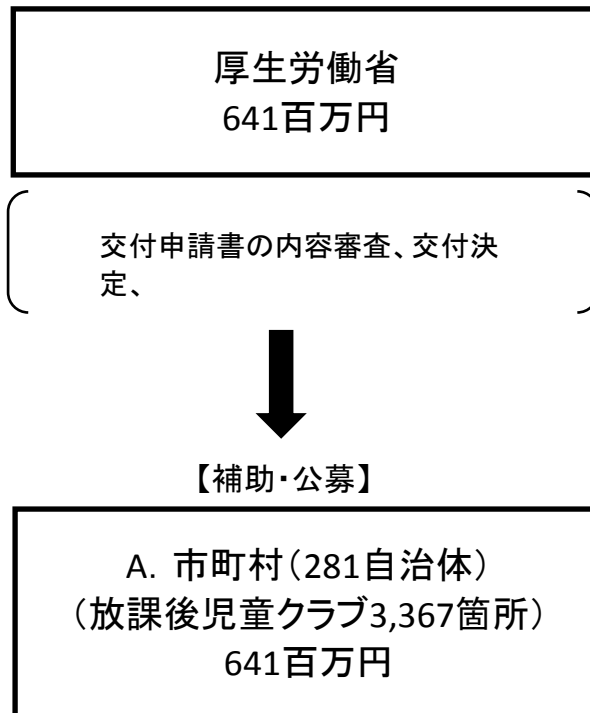 厚生労働省
641百万円
交付申請書の内容審査、交付決
定、
【補助・公募】
A. 市町村（281自治体）
（放課後児童クラブ3,367箇所）
641百万円